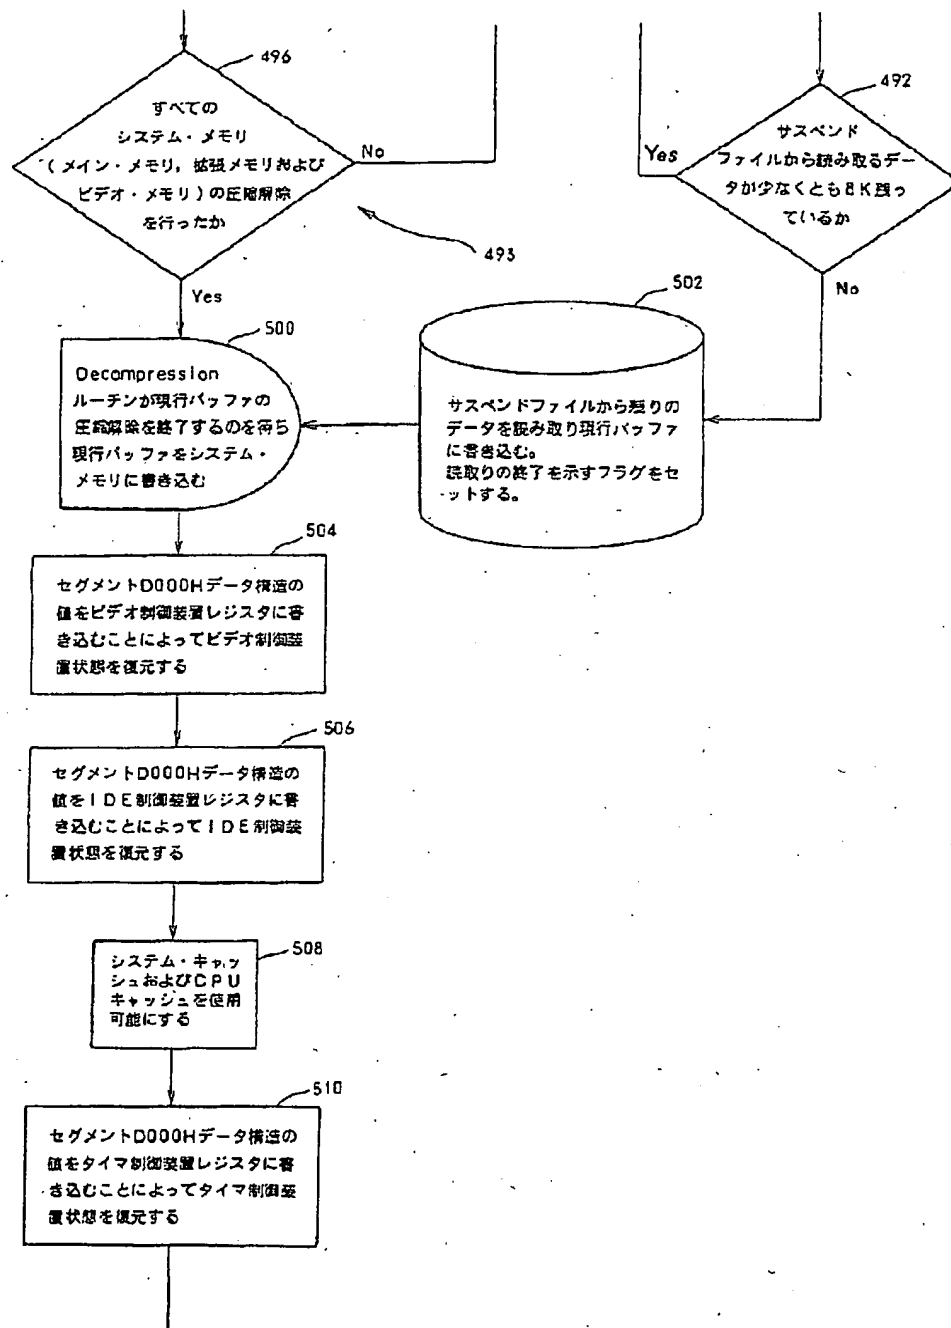 496
すべての
システム・メモリ
(メイン・メモリ, 拡張メモリおよび
ビデオ・メモリ)の圧縮解除
を行ったか
No
493
Yes
492
サスペンド
ファイルから読み取るデー
タが少なくとも8K残っ
ているか
Yes
No
500
Decompression
ルーチンが現行バッファの
圧縮解除を終了するのを待ち
現行バッファをシステム・
メモリに書き込む
502
サスペンドファイルから残りの
データを読み取り現行バッファ
に書き込む。
読取りの終了を示すフラグをセ
ットする。
504
セグメントD000Hデータ構造の
値をビデオ制御装置レジスタに書
き込むことによってビデオ制御装
置状態を復元する
506
セグメントD000Hデータ構造の
値をIDE制御装置レジスタに書
き込むことによってIDE制御装
置状態を復元する
508
システム・キャッ
シュおよびCPU
キャッシュを使用
可能にする
510
セグメントD000Hデータ構造の
値をタイマ制御装置レジスタに書
き込むことによってタイマ制御装
置状態を復元する